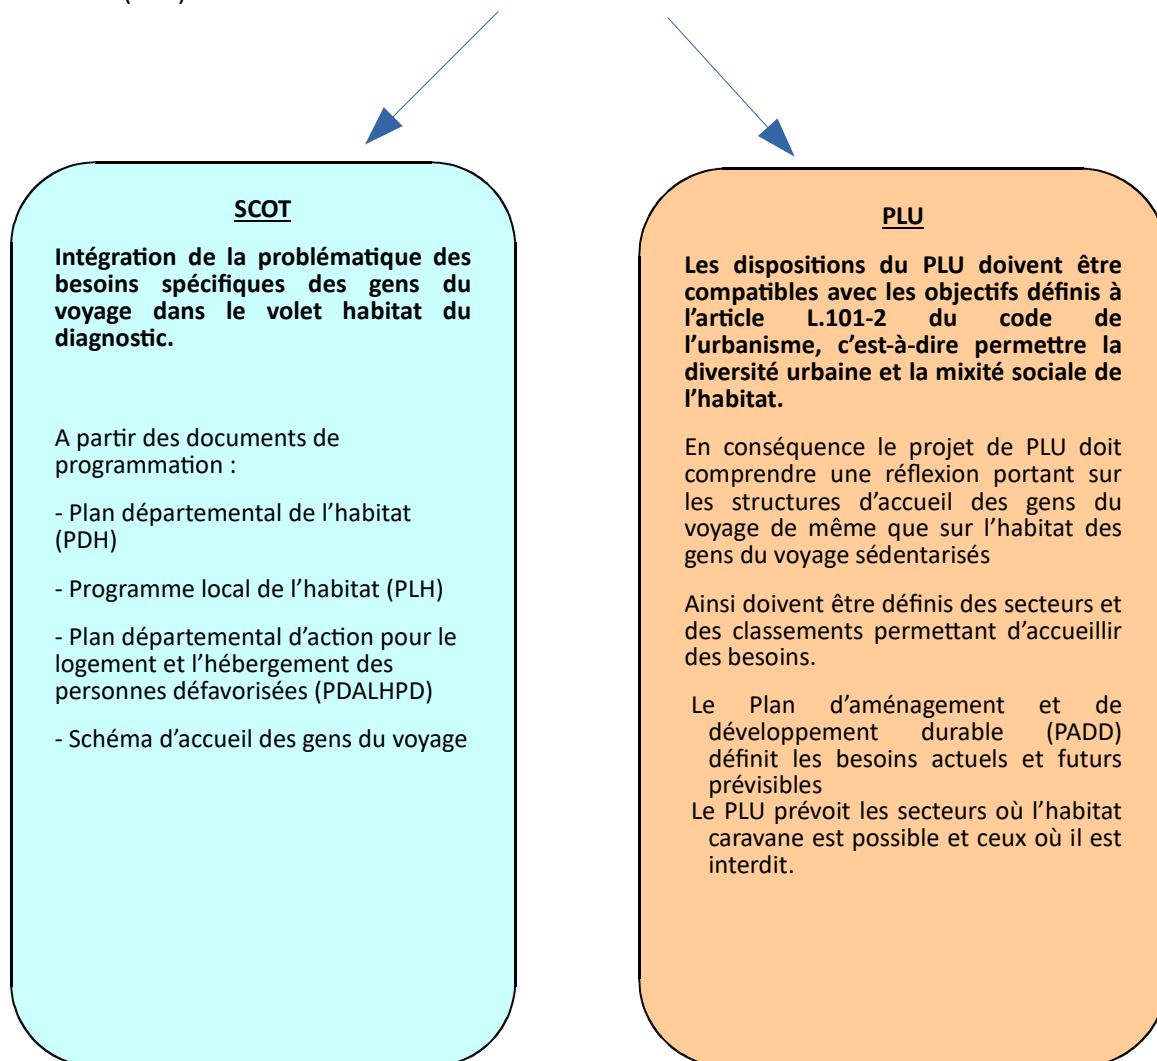 SCOT
Intégration de la problématique des
besoins spécifiques des gens du
voyage dans le volet habitat du
diagnostic.
A partir des documents de
programmation :
- Plan départemental de l’habitat
(PDH)
- Programme local de l’habitat (PLH)
- Plan départemental d’action pour le
logement et l’hébergement des
personnes défavorisées (PDALHPD)
- Schéma d’accueil des gens du voyage
PLU
Les dispositions du PLU doivent être
compatibles avec les objectifs définis à
l’article L.101-2 du code de
l’urbanisme, c’est-à-dire permettre la
diversité urbaine et la mixité sociale de
l’habitat.
En conséquence le projet de PLU doit
comprendre une réflexion portant sur
les structures d’accueil des gens du
voyage de même que sur l’habitat des
gens du voyage sédentarisés
Ainsi doivent être définis des secteurs et
des classements permettant d’accueillir
des besoins.
Le Plan d’aménagement et de
développement durable (PADD)
définit les besoins actuels et futurs
prévisibles
Le PLU prévoit les secteurs où l’habitat
caravane est possible et ceux où il est
interdit.